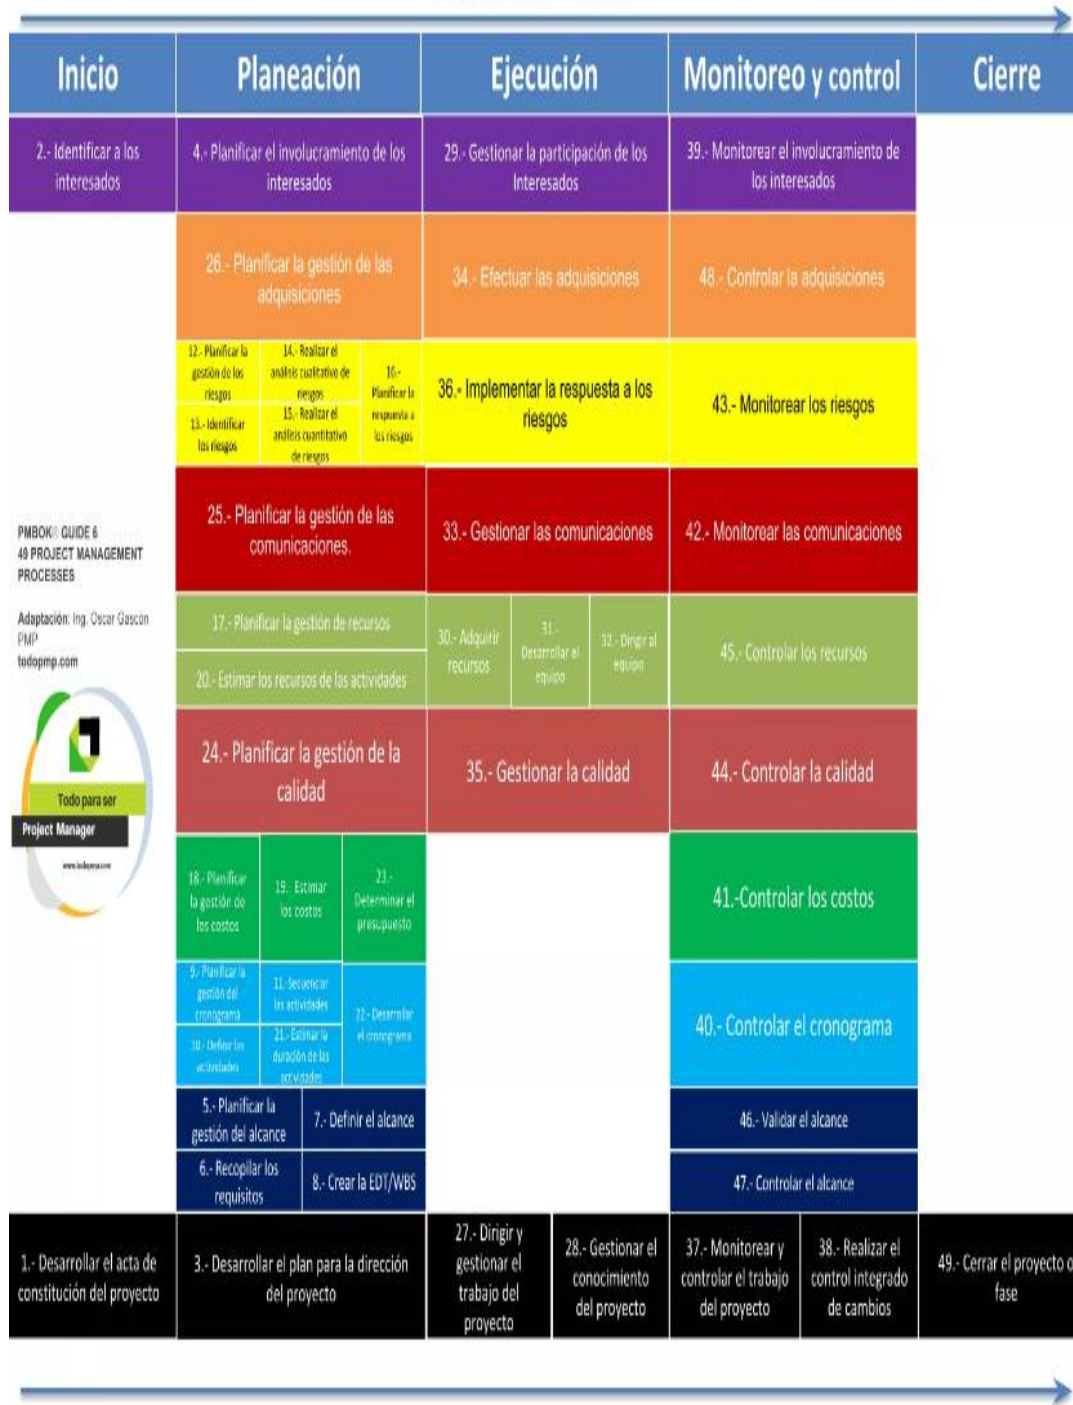 Inicio
Planeación
Ejecución
Monitoreo y control
Cierre
2.- Identificar a los
interesados
4.- Planificar el involucramiento de los
interesados
29.- Gestionar la participación de los
Interesados
39.- Monitorear el involucramiento de
los interesados
26.- Planificar la gestión de las
adquisiciones
34.- Efectuar las adquisiciones
48.- Controlar la adquisiciones
12.- Planificar la
gestión de los
riesgos
14.- Realizar el
análisis cualitativo de
riesgos
16.-
Planificar la
respuesta a
los riesgos
13.- Identificar
los riesgos
15.- Realizar el
análisis cuantitativo
de riesgos
36.- Implementar la respuesta a los
riesgos
43.- Monitorear los riesgos
25.- Planificar la gestión de las
comunicaciones.
33.- Gestionar las comunicaciones
42.- Monitorear las comunicaciones
PMBOK® GUIDE 6
49 PROJECT MANAGEMENT
PROCESSES
Adaptación: Ing. Oscar Gascón
PMP
todopmp.com
Todo para ser
Project Manager
www.todopmp.com
17.- Planificar la gestión de recursos
20.- Estimar los recursos de las actividades
30.- Adquirir
recursos
31.-
Desarrollar el
equipo
32.- Dirigir al
equipo
45.- Controlar los recursos
24.- Planificar la gestión de la
calidad
35.- Gestionar la calidad
44.- Controlar la calidad
18.- Planificar
la gestión de
los costos
19.- Estimar
los costos
23.-
Determinar el
presupuesto
41.-Controlar los costos
9.- Planificar la
gestión del
cronograma
11.-Secuenciar
las actividades
22.- Desarrollar
el cronograma
10.- Definir las
actividades
21.- Estimar la
duración de las
actividades
40.- Controlar el cronograma
5.- Planificar la
gestión del alcance
7.- Definir el alcance
6.- Recopilar los
requisitos
8.- Crear la EDT/WBS
46.- Validar el alcance
47.- Controlar el alcance
1.- Desarrollar el acta de
constitución del proyecto
3.- Desarrollar el plan para la dirección
del proyecto
27.- Dirigir y
gestionar el
trabajo del
proyecto
28.- Gestionar el
conocimiento
del proyecto
37.- Monitorear y
controlar el trabajo
del proyecto
38.- Realizar el
control integrado
de cambios
49.- Cerrar el proyecto o
fase